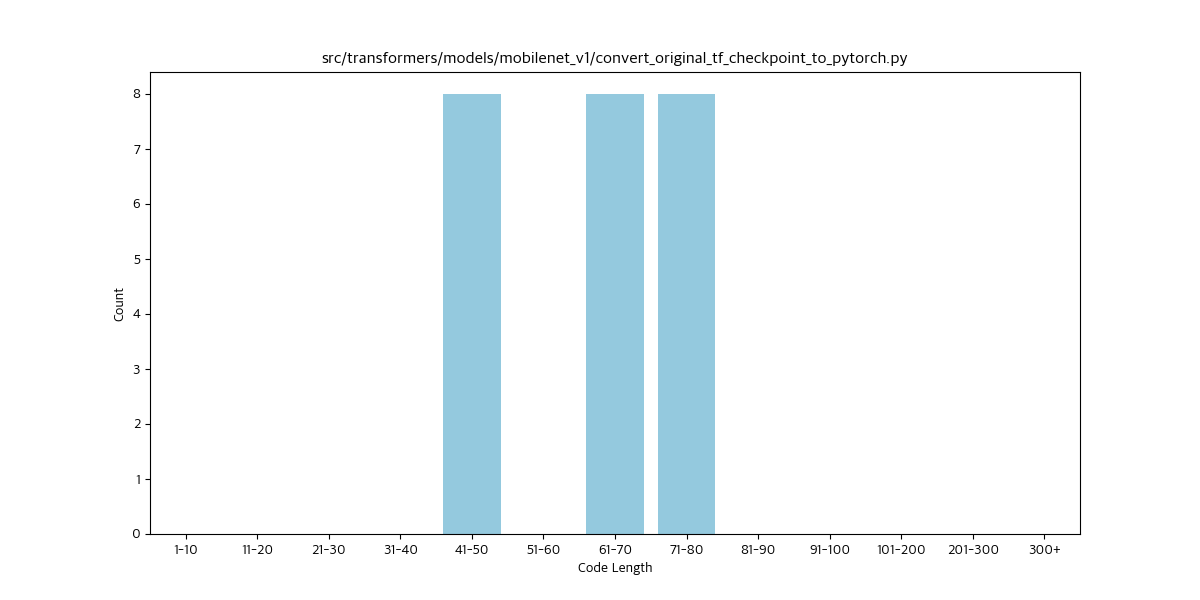 src/transformers/models/mobilenet_v1/convert_original_tf_checkpoint_to_pytorch.py
8
7
6
5
4
3
2
1
0
Count
1-10 11-20 21-30 31-40 41-50 51-60 61-70 71-80 81-90 91-100 101-200 201-300 300+
Code Length